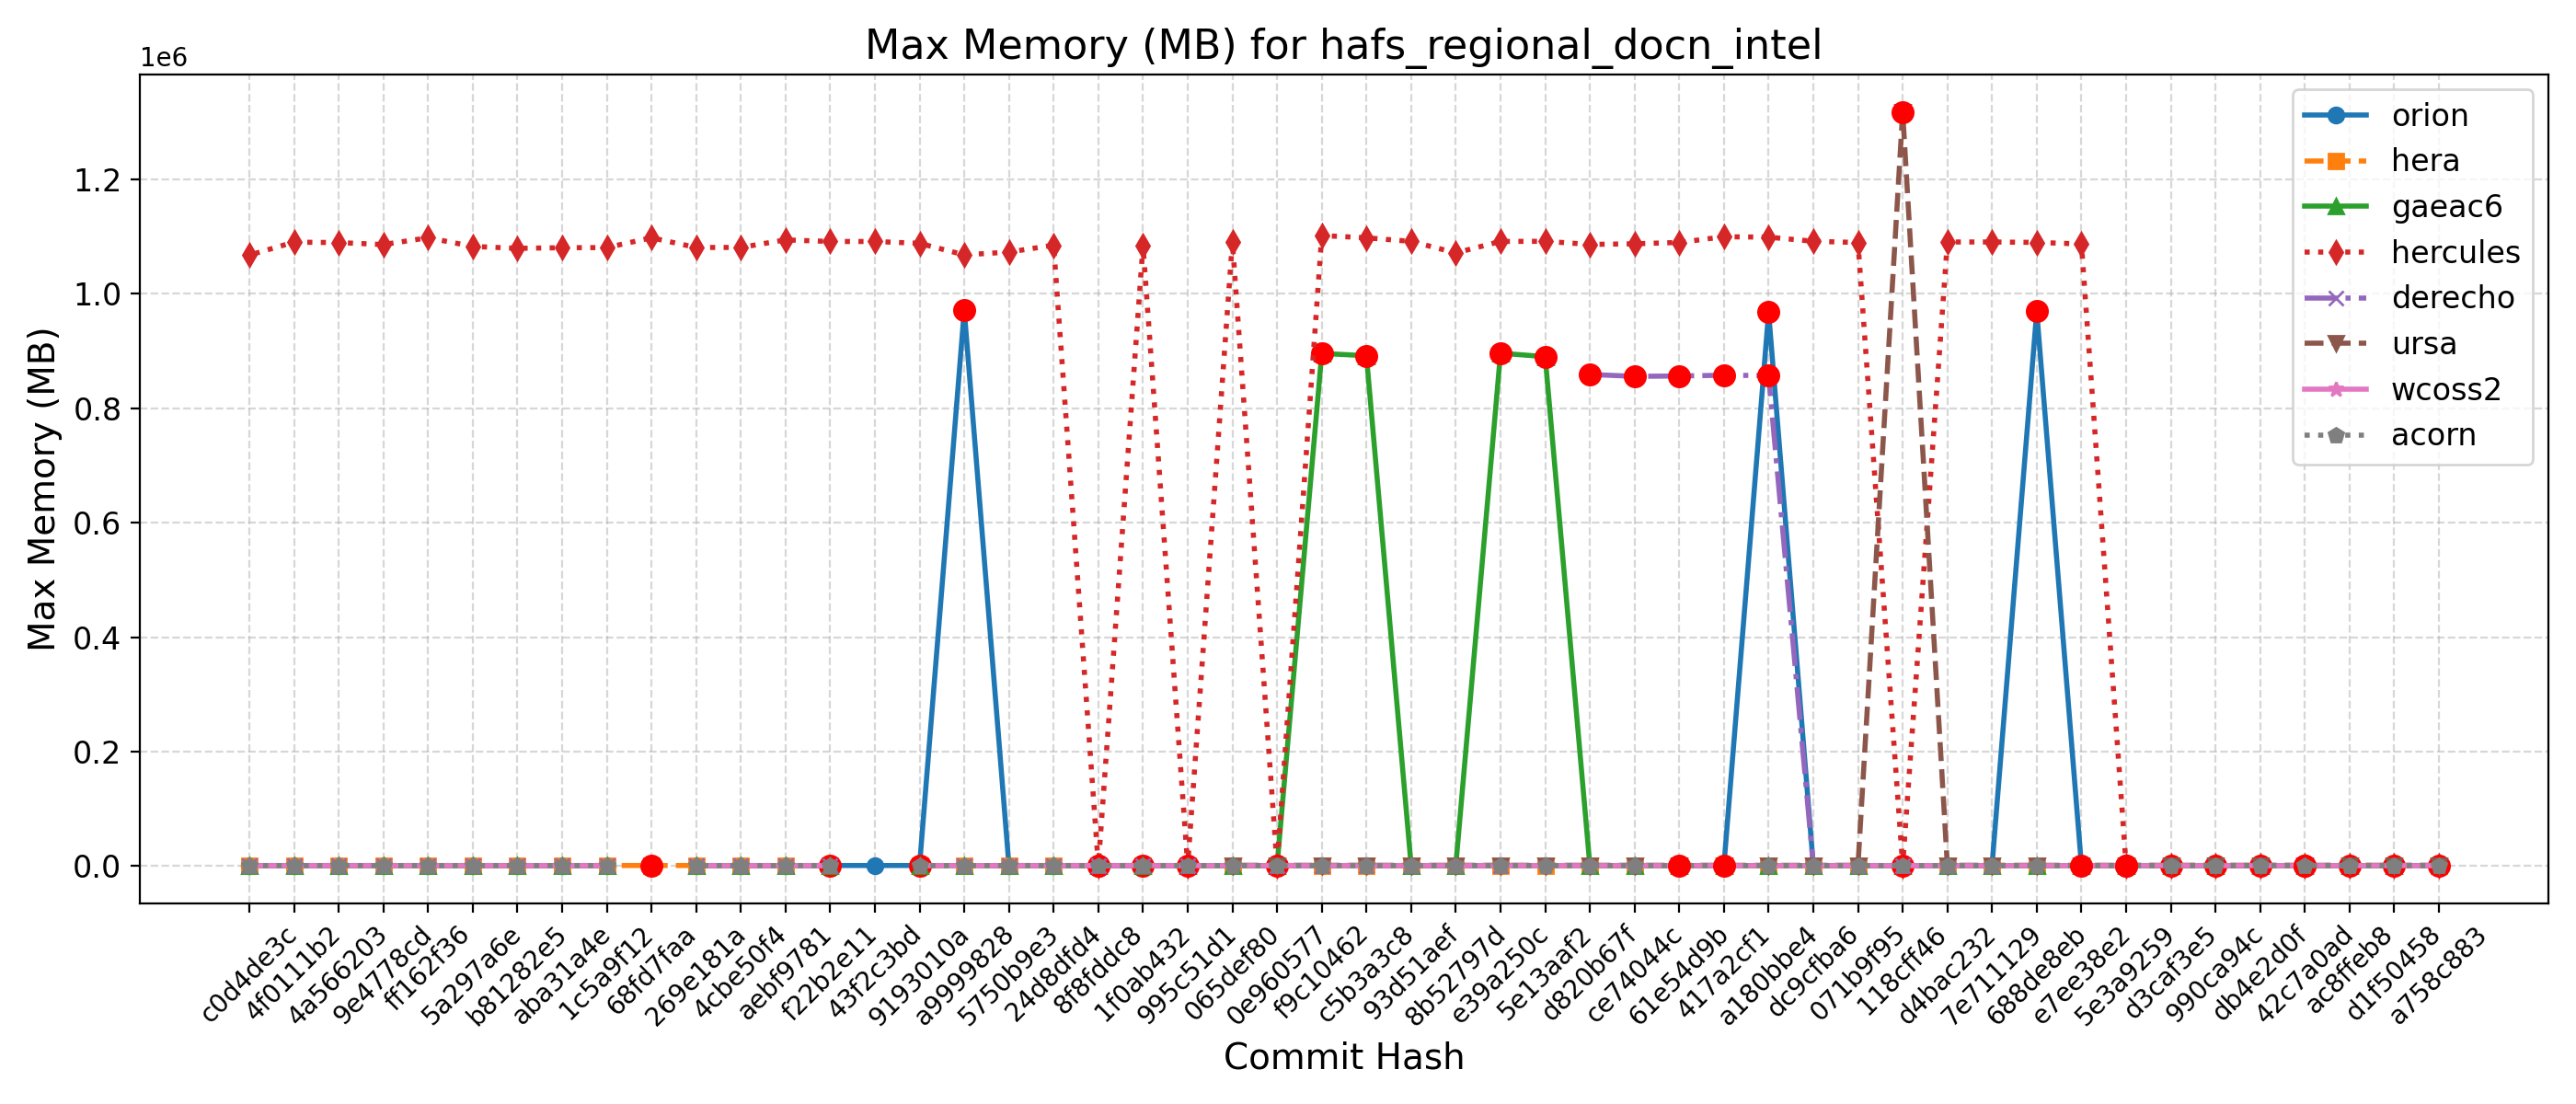 Max Memory (MB) for hafs_regional_docn_intel
1e6
1.2
1.0
0.8
0.6
0.4
0.2
0.0
Max Memory (MB)
orion
hera
gaeac6
hercules
derecho
ursa
wcoss2
acorn
c0d4de3c
4f0111b2
4a566203
9e4778cd
ff162f36
5a297a6e
b81282e5
aba31a4e
1c5a9f12
68fd7faa
269e181a
4cbe50f4
aebf9781
f22b2e11
43f2c3bd
9193010a
a9999828
5750b9e3
24d8dfd4
8f8fddc8
1f0ab432
995c51d1
065def80
0e960577
f9c10462
c5b3a3c8
93d51aef
8b52797d
e39a250c
5e13aaf2
d820b67f
ce74044c
61e54d9b
417a2cf1
a180bbe4
dc9cfba6
071b9f95
118cff46
d4bac232
7e711129
688de8eb
e7ee38e2
5e3a9259
d3caf3e5
990ca94c
db4e2d0f
42c7a0ad
ac8ffeb8
d1f50458
a758c883
Commit Hash